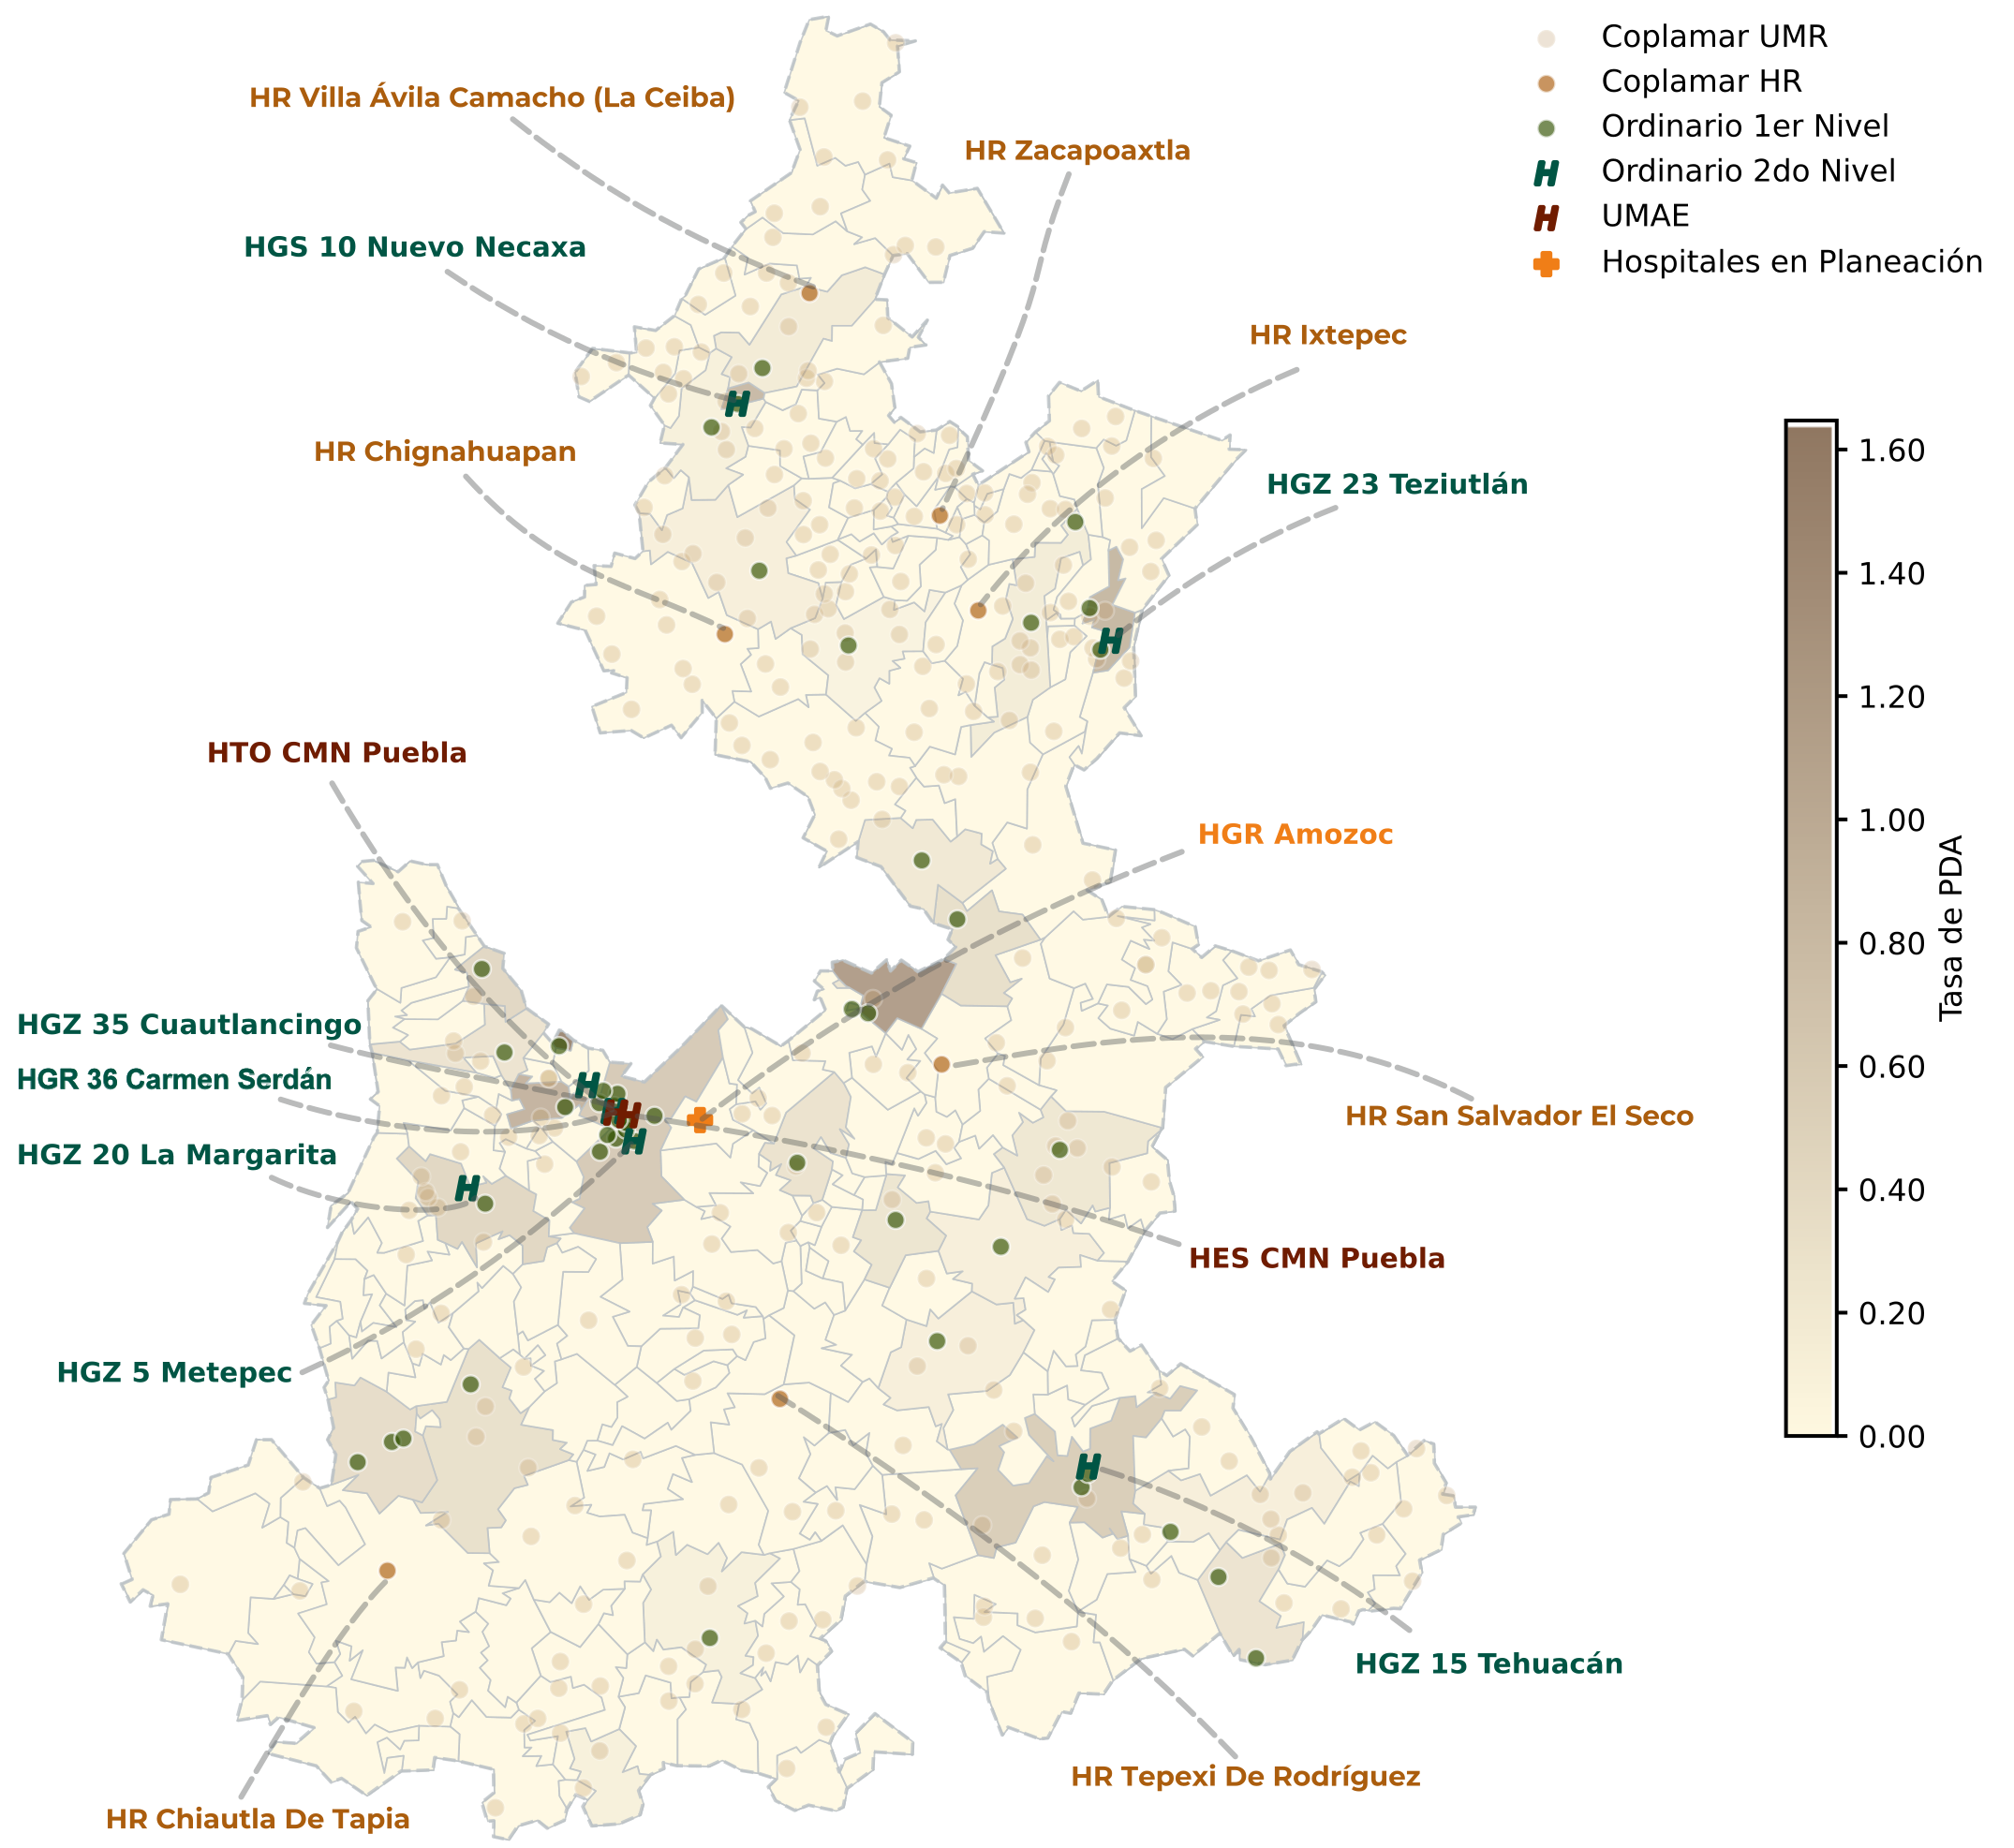 Coplamar UMR
Coplamar HR
Ordinario 1er Nivel
Ordinario 2do Nivel
UMAE
Hospitales en Planeación
HR Villa Ávila Camacho (La Ceiba)
HR Zacapoaxtla
HGS 10 Nuevo Necaxa
HR Ixtepec
HR Chignahuapan
HGZ 23 Teziutlán
HTO CMN Puebla
HGR Amozoc
HGZ 35 Cuautlancingo
HGR 36 Carmen Serdán
HR San Salvador El Seco
HGZ 20 La Margarita
HES CMN Puebla
HGZ 5 Metepec
HGZ 15 Tehuacán
HR Tepexi De Rodríguez
HR Chiautla De Tapia
1.60
1.40
1.20
1.00
0.80
0.60
0.40
0.20
0.00
Tasa de PDA